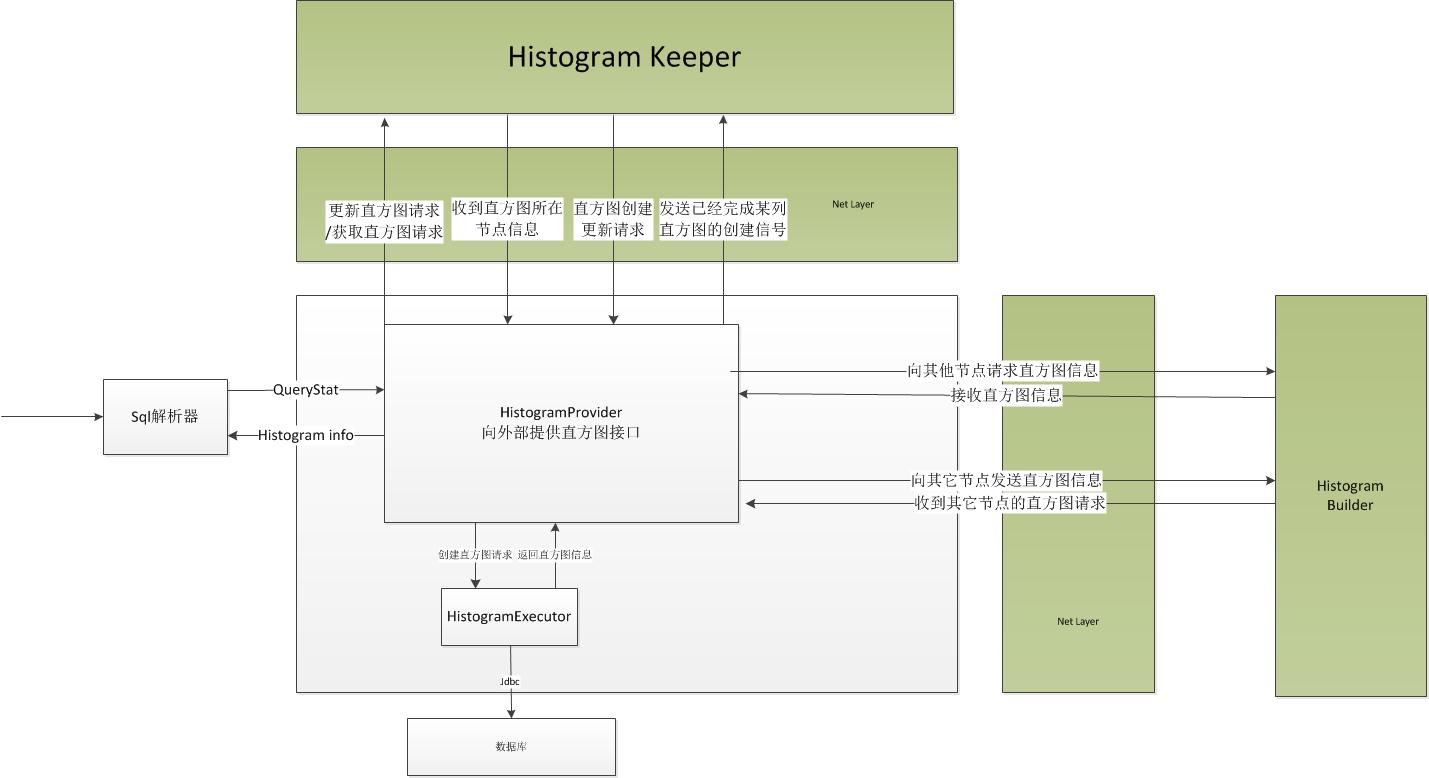 Histogram Keeper
更新直方图请求
/获取直方图请求
收到直方图所在
节点信息
直方图创建
更新请求
发送已经完成某列
直方图的创建信号
Net Layer
Sql解析器
QueryStat
Histogram info
HistogramProvider
向外部提供直方图接口
向其他节点请求直方图信息
接收直方图信息
向其它节点发送直方图信息
收到其它节点的直方图请求
Histogram
Builder
Net Layer
创建直方图请求
返回直方图信息
HistogramExecutor
Jdbc
数据库